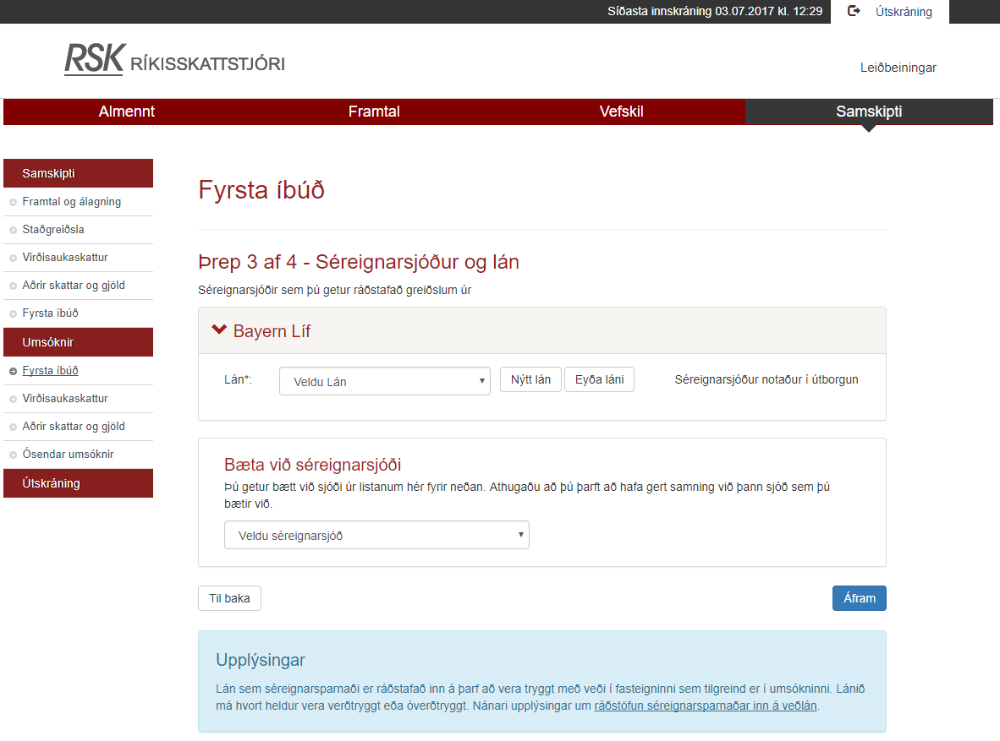 Síðasta innskráning 03.07.2017 kl. 12:29
Útskráning
RSK RÍKISSKATTSTJÓRI
Leiðbeiningar
Almennt
Framtal
Vefskil
Samskipti
Samskipti
Framtal og álagning
Staðgreiðsla
Virðisaukaskattur
Aðrir skattar og gjöld
Fyrsta íbúð
Umsóknir
Fyrsta íbúð
Virðisaukaskattur
Aðrir skattar og gjöld
Ósendar umsóknir
Útskráning
Fyrsta íbúð
Þrep 3 af 4 - Séreignarsjóður og lán
Séreignarsjóðir sem þú getur ráðstafað greiðslum úr
Bayern Líf
Lán*:
Veldu Lán
Nýtt lán
Eyða láni
Séreignarsjóður notaður í útborgun
Bæta við séreignarsjóði
Þú getur bætt við sjóði úr listanum hér fyrir neðan. Athugaðu að þú þarft að hafa gert samning við þann sjóð sem þú
bætir við.
Veldu séreignarsjóð
Til baka
Áfram
Upplýsingar
Lán sem séreignarsparnaði er ráðstafað inn á þarf að vera tryggt með veði í fasteigninni sem tilgreind er í umsókninni. Lánið
má hvort heldur vera verðtryggt eða óverðtryggt. Nánari upplýsingar um ráðstöfun séreignarsparnaðar inn á veðlán.